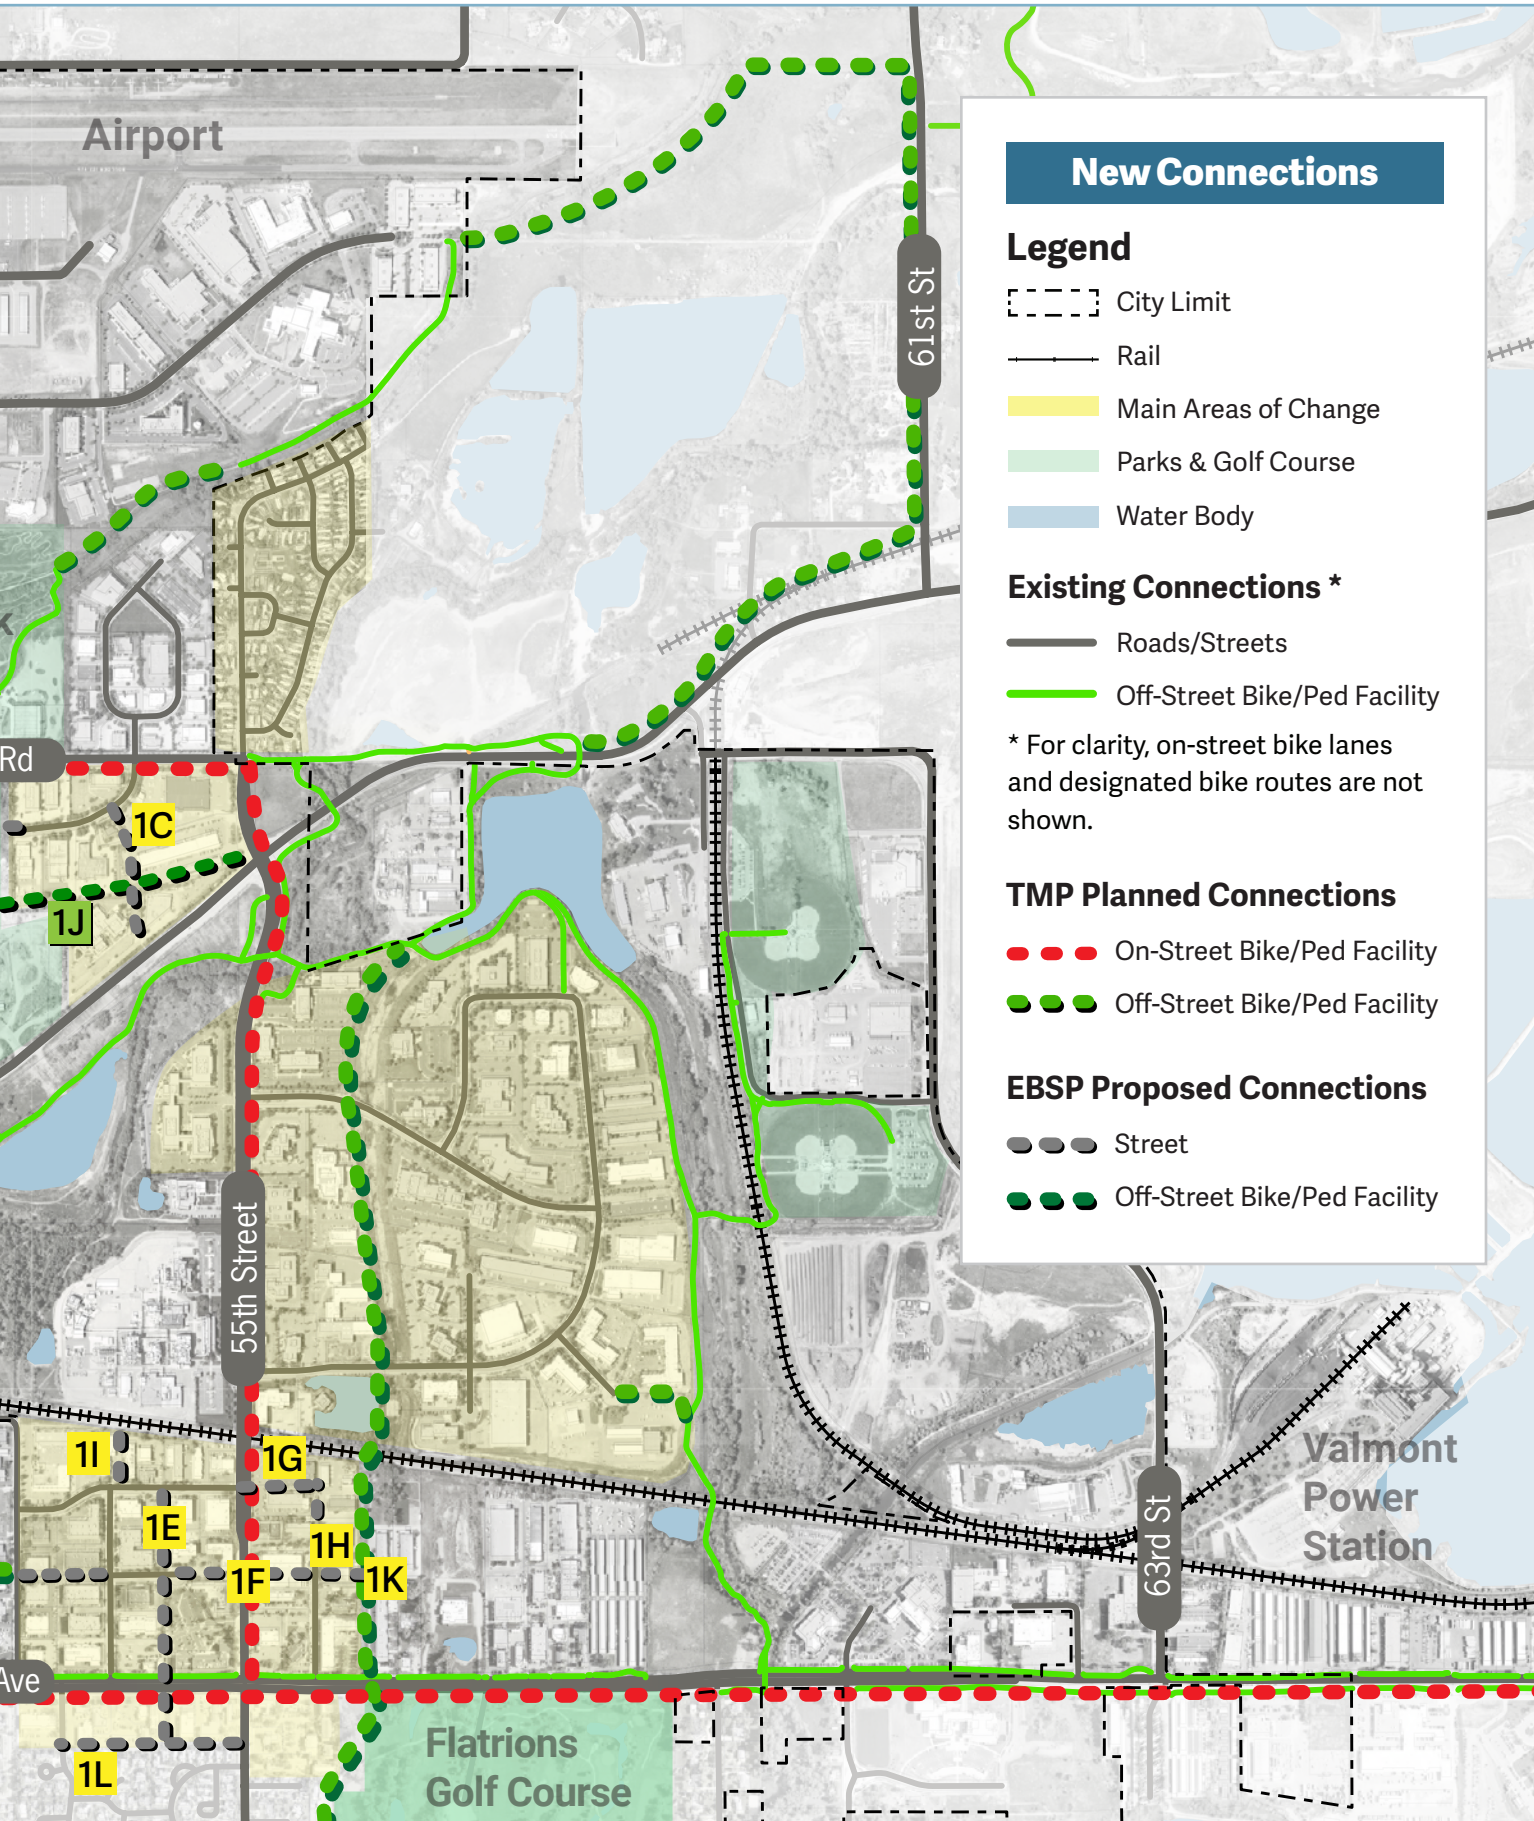 Airport
61st St
New Connections
Legend
City Limit
Rail
Main Areas of Change
Parks & Golf Course
Water Body
Existing Connections *
Roads/Streets
Off-Street Bike/Ped Facility
* For clarity, on-street bike lanes
and designated bike routes are not
shown.
TMP Planned Connections
On-Street Bike/Ped Facility
Off-Street Bike/Ped Facility
EBSP Proposed Connections
Street
Off-Street Bike/Ped Facility
k
Rd
1C
1J
55th Street
1I
1G
1E
1H
1F
1K
63rd St
Valmont
Power
Station
Ave
1L
Flatrions
Golf Course